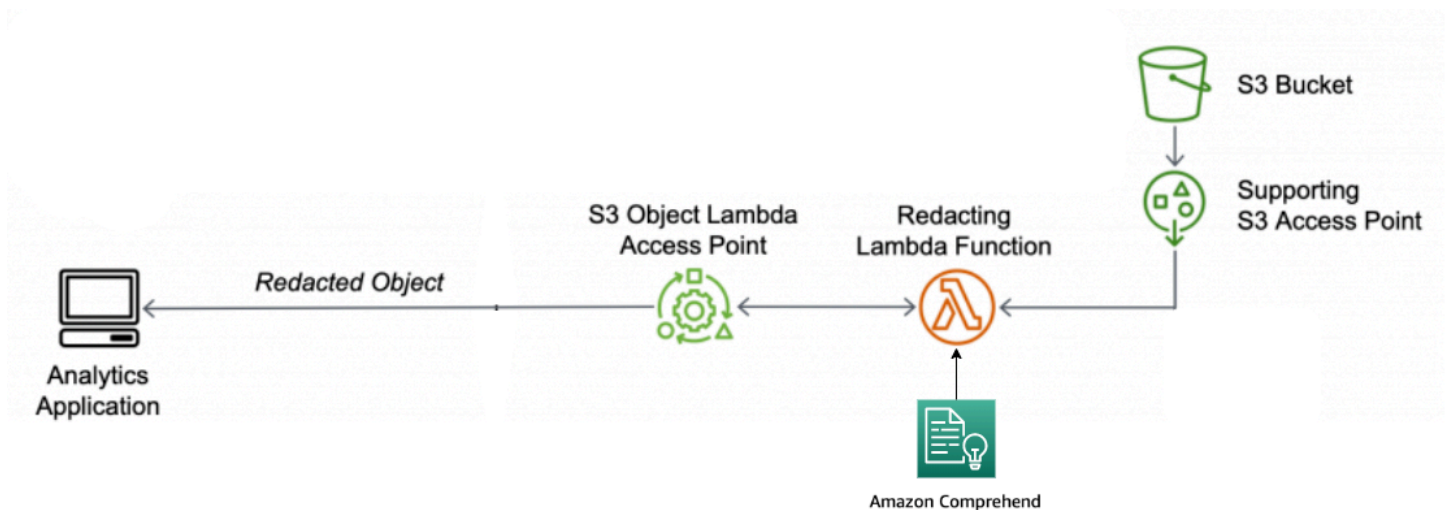 S3 Bucket
Supporting
S3 Access Point
S3 Object Lambda
Access Point
Redacting
Lambda Function
Redacted Object
Analytics
Application
Amazon Comprehend